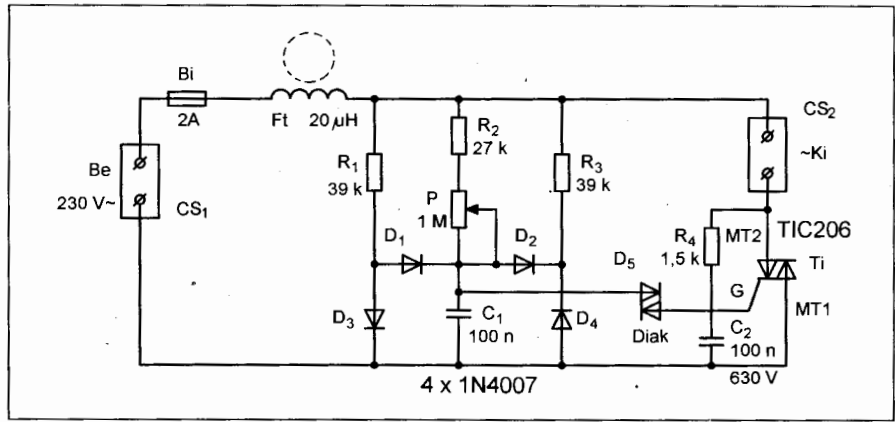 Bi
2A
Ft 20 µH
Be
230 V~
CS1
R1
39 k
R2
27 k
P
1 M
R3
39 k
D1
D2
D3
D4
C1
100 n
D5
Diak
4 x 1N4007
CS2
~Ki
R4
1,5 k
MT2
TIC206
Ti
G
MT1
C2
100 n
630 V